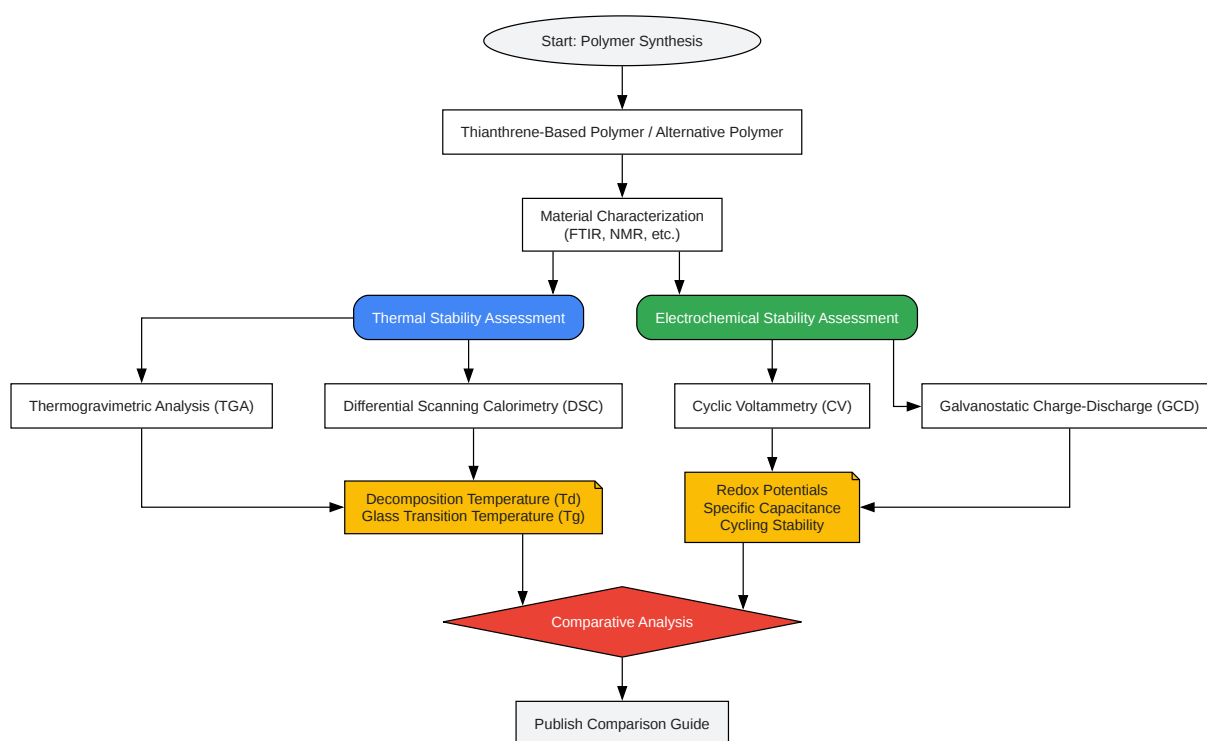 Start: Polymer Synthesis
Thianthrene-Based Polymer / Alternative Polymer
Material Characterization
(FTIR, NMR, etc.)
Thermal Stability Assessment
Electrochemical Stability Assessment
Thermogravimetric Analysis (TGA)
Differential Scanning Calorimetry (DSC)
Cyclic Voltammetry (CV)
Galvanostatic Charge-Discharge (GCD)
Decomposition Temperature (Td)
Glass Transition Temperature (Tg)
Redox Potentials
Specific Capacitance
Cycling Stability
Comparative Analysis
Publish Comparison Guide